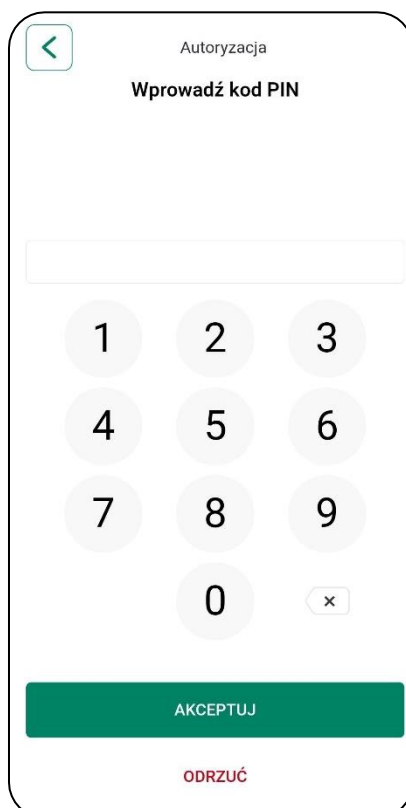 Autoryzacja
Wprowadź kod PIN
1 2 3
4 5 6
7 8 9
0
AKCEPTUJ
ODRZUĆ